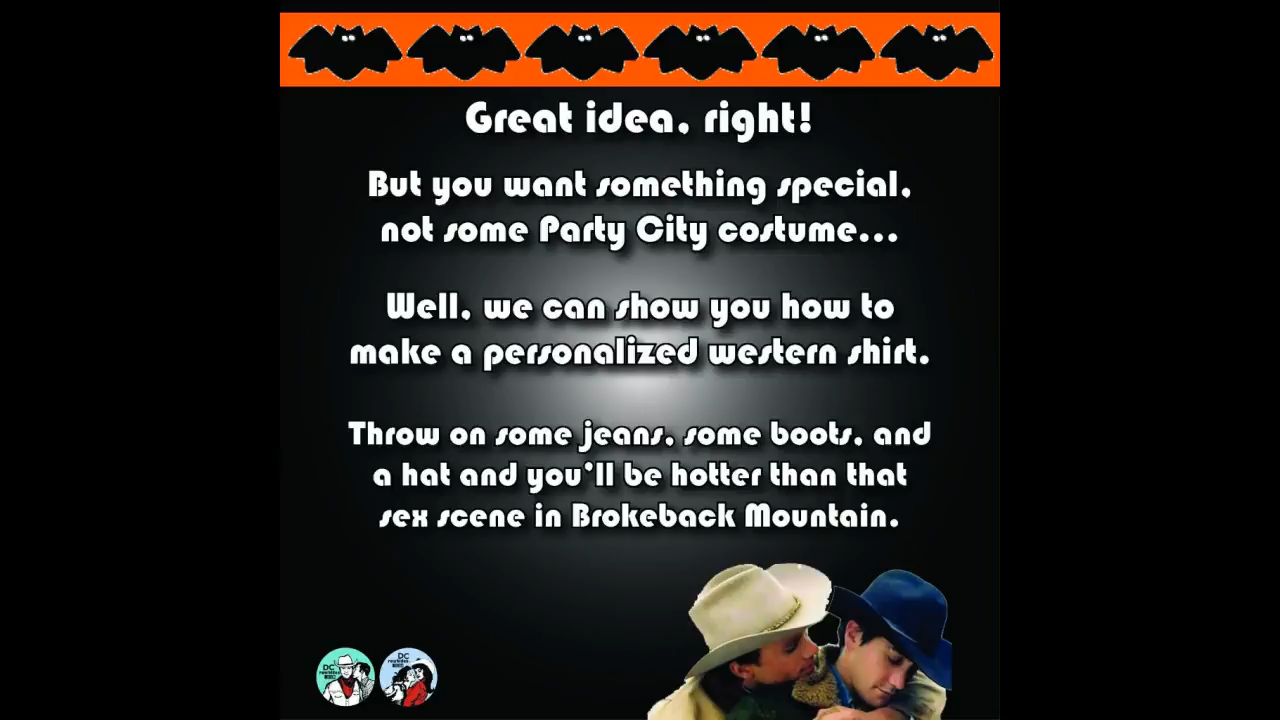 Great idea, right!
But you want something special,
not some Party City costume...
Well, we can show you how to
make a personalized western shirt.
Throw on some jeans, some boots, and
a hat and you'll be hotter than that
sex scene in Brokeback Mountain.
DC
DC